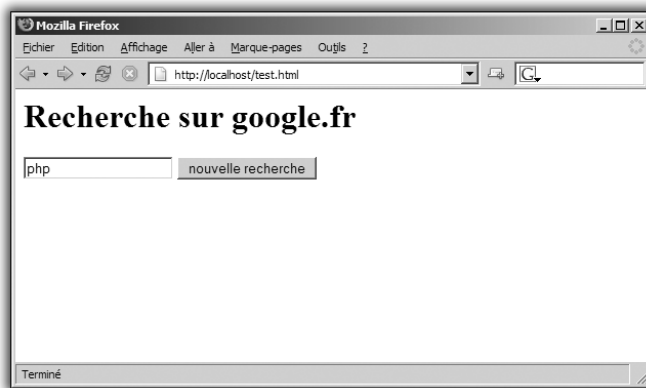 Mozilla Firefox
Fichier Edition Affichage Aller à Marque-pages Outils ?
http://localhost/test.html G
Recherche sur google.fr
php nouvelle recherche
Terminé